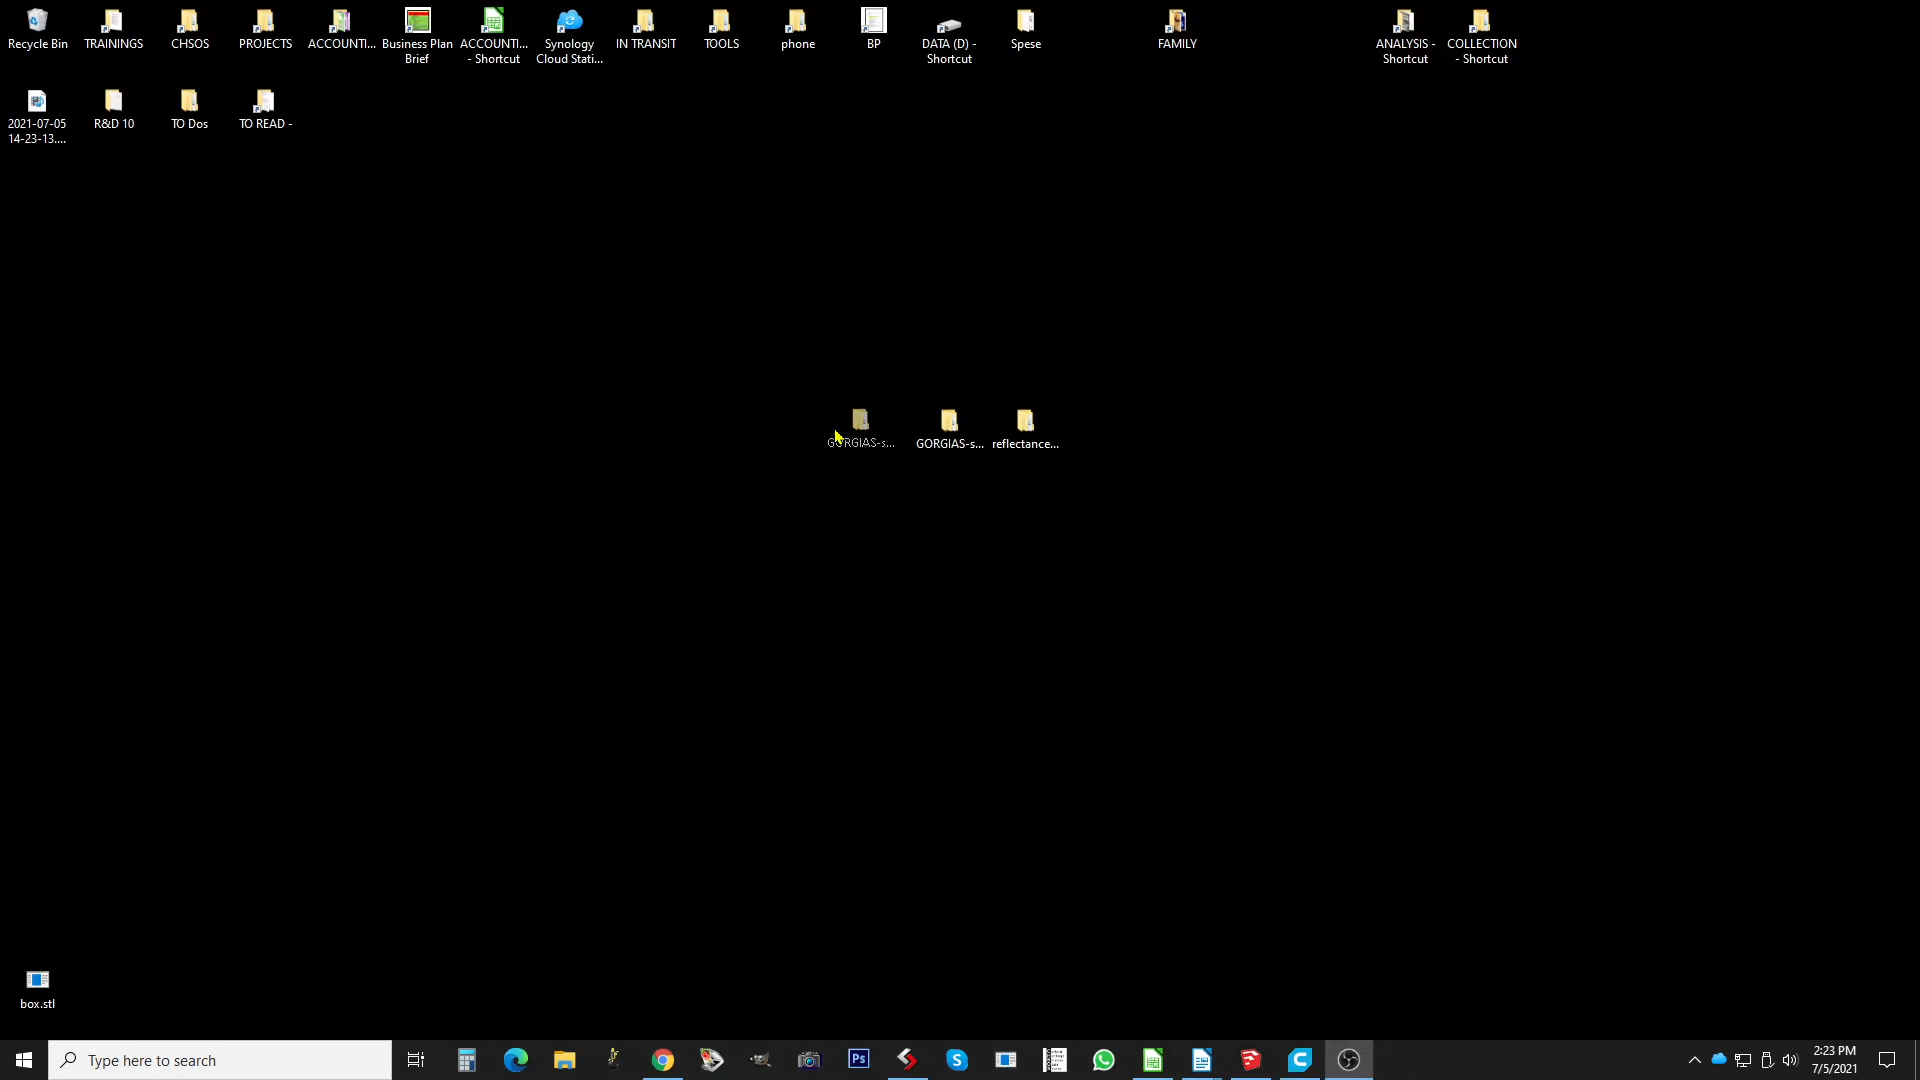 Recycle Bin
TRAININGS
CHSOS
PROJECTS
ACCOUNTI...
Business Plan
Brief
ACCOUNTI...
- Shortcut
Synology
Cloud Stati...
IN TRANSIT
TOOLS
phone
BP
DATA (D) -
Shortcut
Spese
FAMILY
ANALYSIS -
Shortcut
COLLECTION
- Shortcut
2021-07-05
14-23-13....
R&D 10
TO Dos
TO READ -
GORGIAS-s...
GORGIAS-s...
reflectance...
box.stl
Type here to search
Ps
2:23 PM
7/5/2021